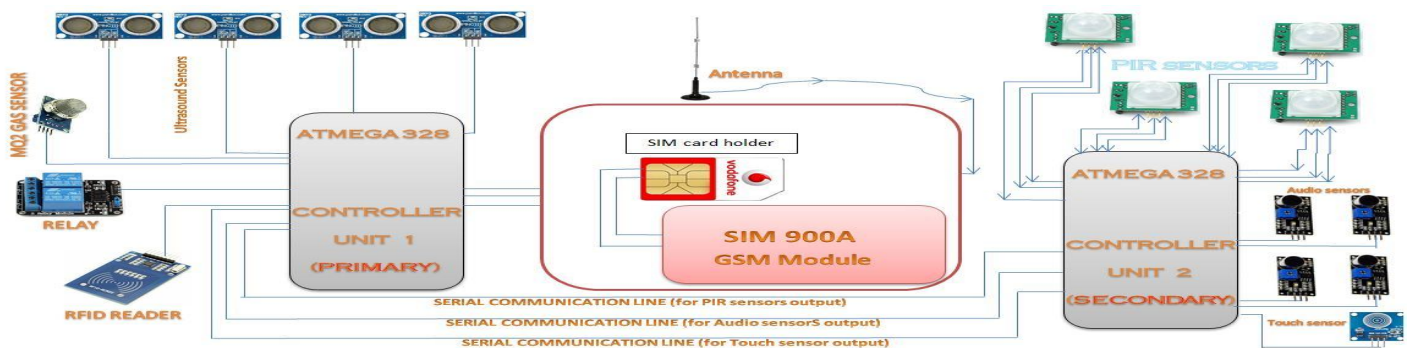 MQ2 GAS SENSOR
Ultrasound Sensors
Antenna
PIR SENSORS
ATMEGA 328
CONTROLLER
UNIT 1
(PRIMARY)
RELAY
RFID READER
SIM card holder
vodafone
SIM 900A
GSM Module
ATMEGA 328
CONTROLLER
UNIT 2
(SECONDARY)
Audio sensors
Touch sensor
SERIAL COMMUNICATION LINE (for PIR sensors output)
SERIAL COMMUNICATION LINE (for Audio sensorS output)
SERIAL COMMUNICATION LINE (for Touch sensor output)